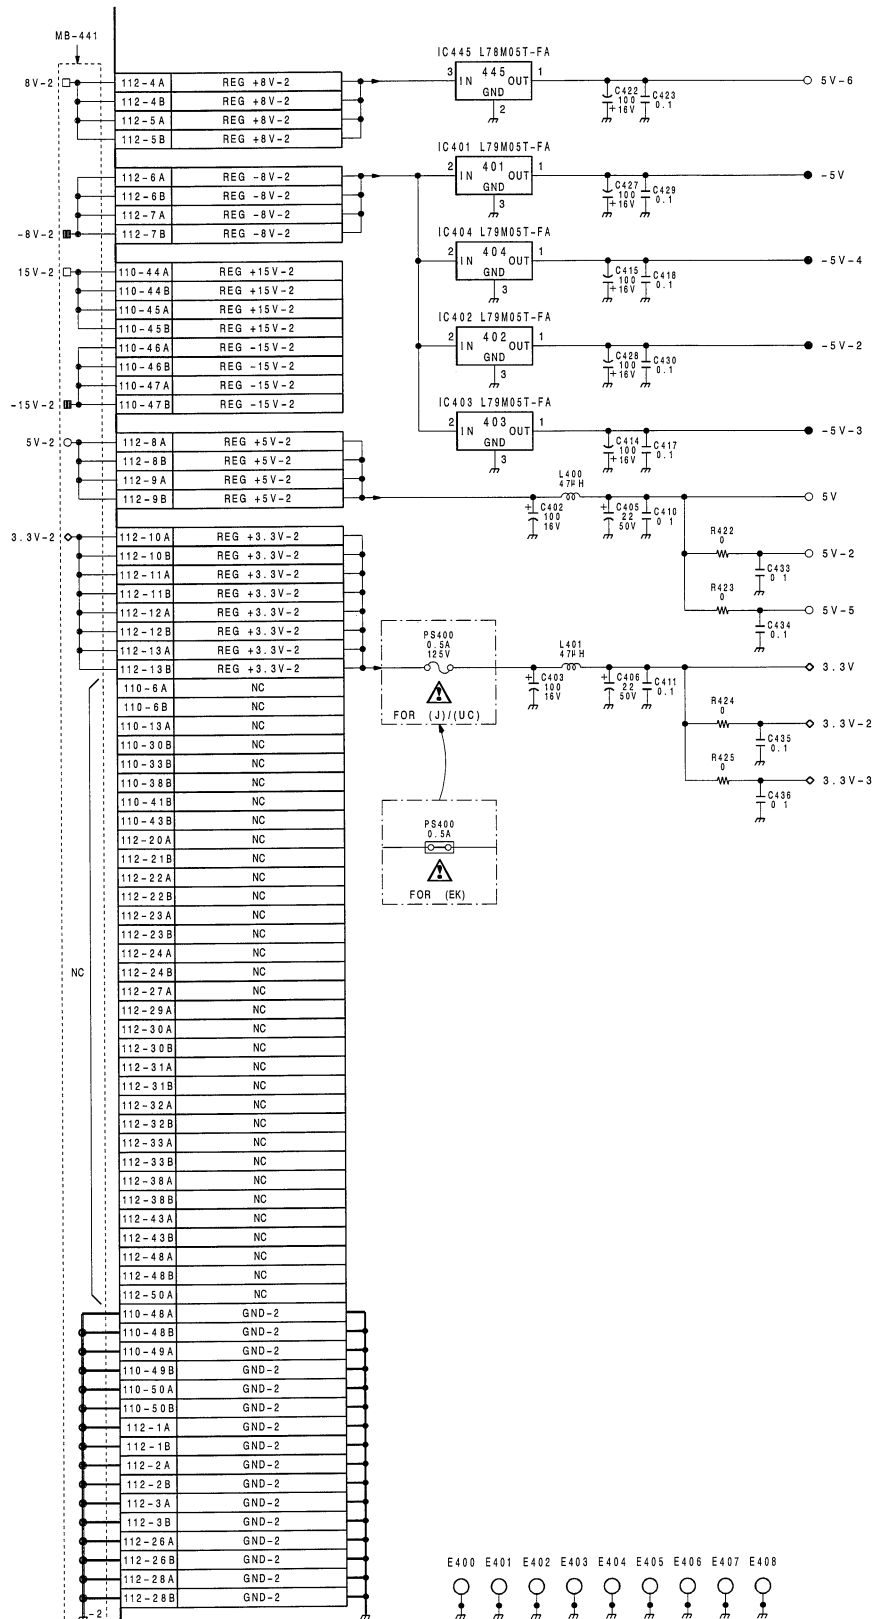 MB-441
8V-2
112-4A REG +8V-2
112-4B REG +8V-2
112-5A REG +8V-2
112-5B REG +8V-2
112-6A REG -8V-2
112-6B REG -8V-2
112-7A REG -8V-2
-8V-2 112-7B REG -8V-2
15V-2 110-44A REG +15V-2
110-44B REG +15V-2
110-45A REG +15V-2
110-45B REG +15V-2
110-46A REG -15V-2
110-46B REG -15V-2
110-47A REG -15V-2
-15V-2 110-47B REG -15V-2
5V-2 112-8A REG +5V-2
112-8B REG +5V-2
112-9A REG +5V-2
112-9B REG +5V-2
3.3V-2 112-10A REG +3.3V-2
112-10B REG +3.3V-2
112-11A REG +3.3V-2
112-11B REG +3.3V-2
112-12A REG +3.3V-2
112-12B REG +3.3V-2
112-13A REG +3.3V-2
112-13B REG +3.3V-2
110-6A NC
110-6B NC
110-13A NC
110-30B NC
110-33B NC
110-38B NC
110-41B NC
110-43B NC
112-20A NC
112-21B NC
112-22A NC
112-22B NC
112-23A NC
112-23B NC
112-24A NC
NC 112-24B NC
112-27A NC
112-29A NC
112-30A NC
112-30B NC
112-31A NC
112-31B NC
112-32A NC
112-32B NC
112-33A NC
112-33B NC
112-38A NC
112-38B NC
112-43A NC
112-43B NC
112-48A NC
112-48B NC
112-50A NC
110-48A GND-2
110-48B GND-2
110-49A GND-2
110-49B GND-2
110-50A GND-2
110-50B GND-2
112-1A GND-2
112-1B GND-2
112-2A GND-2
112-2B GND-2
112-3A GND-2
112-3B GND-2
112-26A GND-2
112-26B GND-2
112-28A GND-2
112-28B GND-2
-2
IC445 L78M05T-FA
3 IN 445 OUT 1
GND
2
C422
100
+16V
C423
0.1
5V-6
IC401 L79M05T-FA
2 IN 401 OUT 1
GND
3
C427
100
+16V
C429
0.1
-5V
IC404 L79M05T-FA
2 IN 404 OUT 1
GND
3
C415
100
+16V
C418
0.1
-5V-4
IC402 L79M05T-FA
2 IN 402 OUT 1
GND
3
C428
100
+16V
C430
0.1
-5V-2
IC403 L79M05T-FA
2 IN 403 OUT 1
GND
3
C414
100
+16V
C417
0.1
-5V-3
L400
47μH
+ C402
100
16V
+ C405
22
50V
C410
0.1
5V
R422
0
C433
0.1
5V-2
R423
0
C434
0.1
5V-5
PS400
0.5A
125V
!
FOR (J)/(UC)
L401
47μH
+ C403
100
16V
+ C406
22
50V
C411
0.1
3.3V
R424
0
C435
0.1
3.3V-2
R425
0
C436
0.1
3.3V-3
PS400
0.5A
!
FOR (EK)
E400 E401 E402 E403 E404 E405 E406 E407 E408